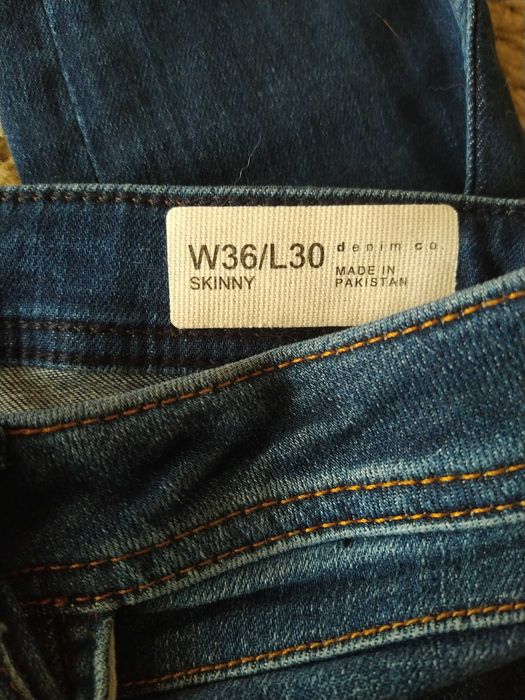 W36/L30
SKINNY
denim co.
MADE IN
PAKISTAN